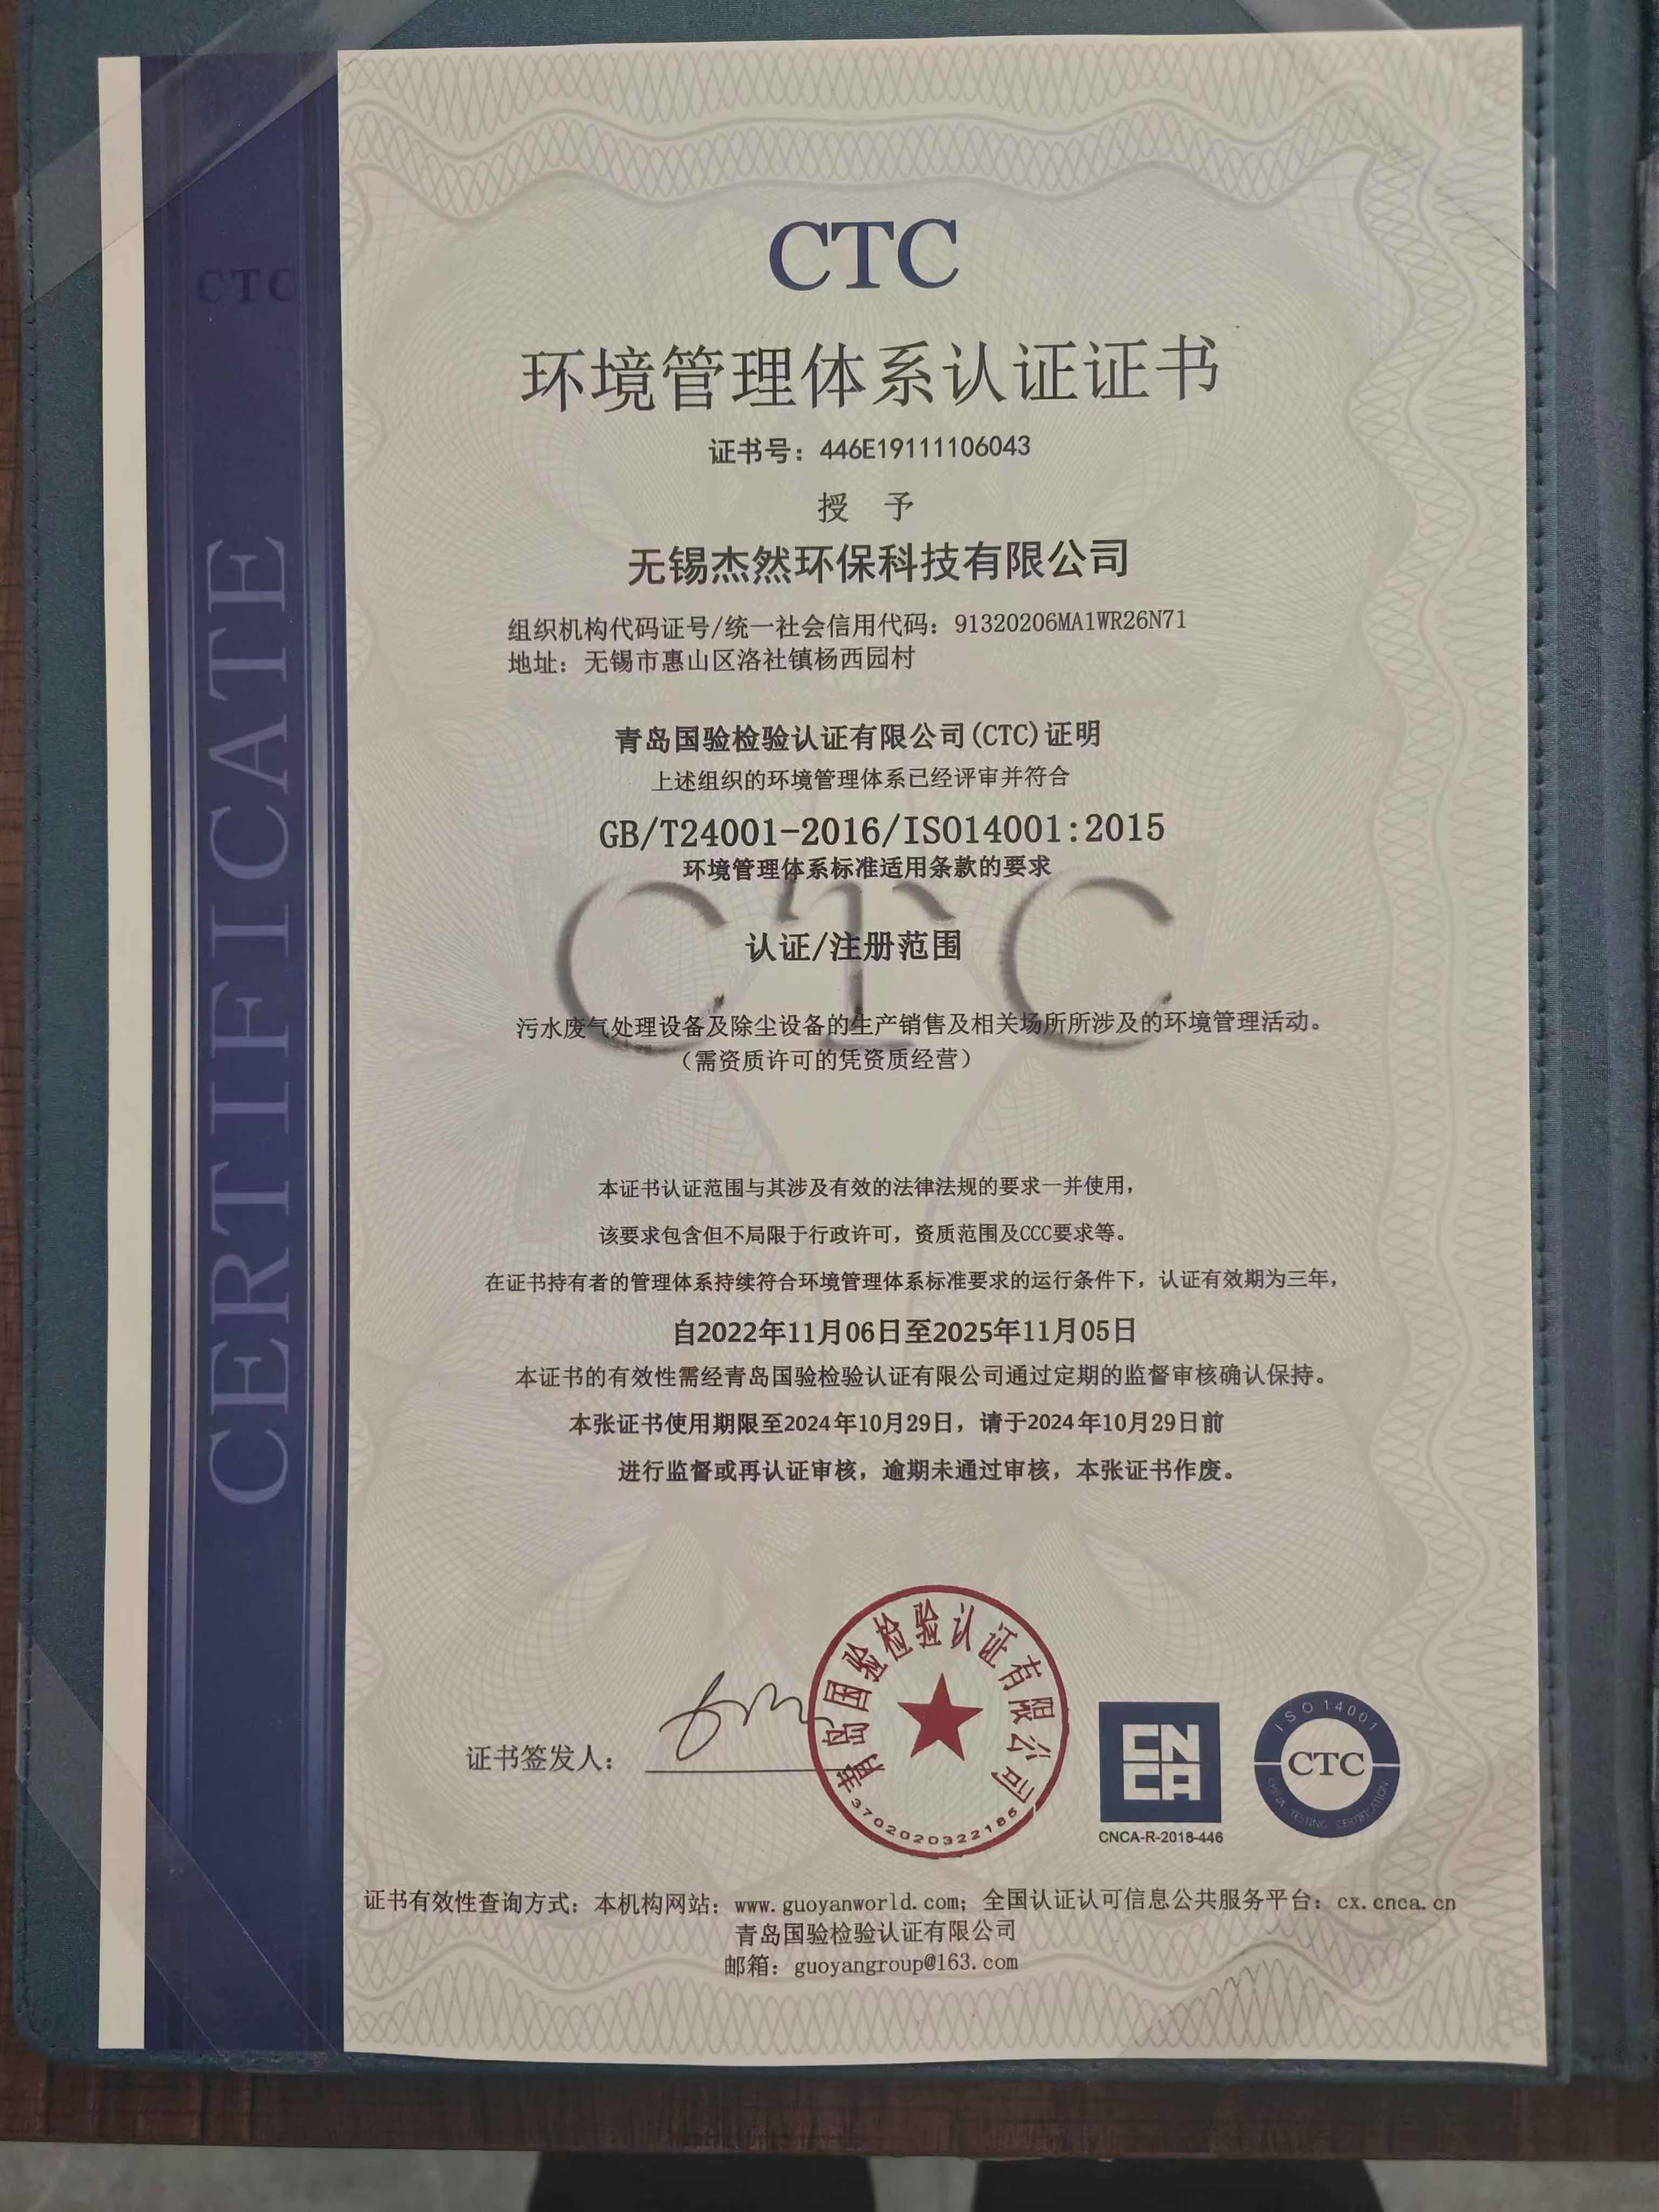 CTC
CTC
CERTIFICATE
环境管理体系认证证书
证书号：446E19111106043
授 予
无锡杰然环保科技有限公司
组织机构代码证号/统一社会信用代码：91320206MA1WR26N71
地址：无锡市惠山区洛社镇杨西园村
青岛国验检验认证有限公司(CTC)证明
上述组织的环境管理体系已经评审并符合
GB/T24001-2016/ISO14001:2015
环境管理体系标准适用条款的要求
CTC
认证/注册范围
污水废气处理设备及除尘设备的生产销售及相关场所所涉及的环境管理活动。
（需资质许可的凭资质经营）
本证书认证范围与其涉及有效的法律法规的要求一并使用，
该要求包含但不局限于行政许可，资质范围及CCC要求等。
在证书持有者的管理体系持续符合环境管理体系标准要求的运行条件下，认证有效期为三年，
自2022年11月06日至2025年11月05日
本证书的有效性需经青岛国验检验认证有限公司通过定期的监督审核确认保持。
本张证书使用期限至2024年10月29日，请于2024年10月29日前
进行监督或再认证审核，逾期未通过审核，本张证书作废。
证书签发人：
青岛国验检验认证有限公司
3702020322185
CNCA
CNCA-R-2018-446
ISO 14001
CTC
CHINA TESTING CERTIFICATION
证书有效性查询方式：本机构网站：www.guoyanworld.com；全国认证认可信息公共服务平台：cx.cnca.cn
青岛国验检验认证有限公司
邮箱：guoyangroup@163.com